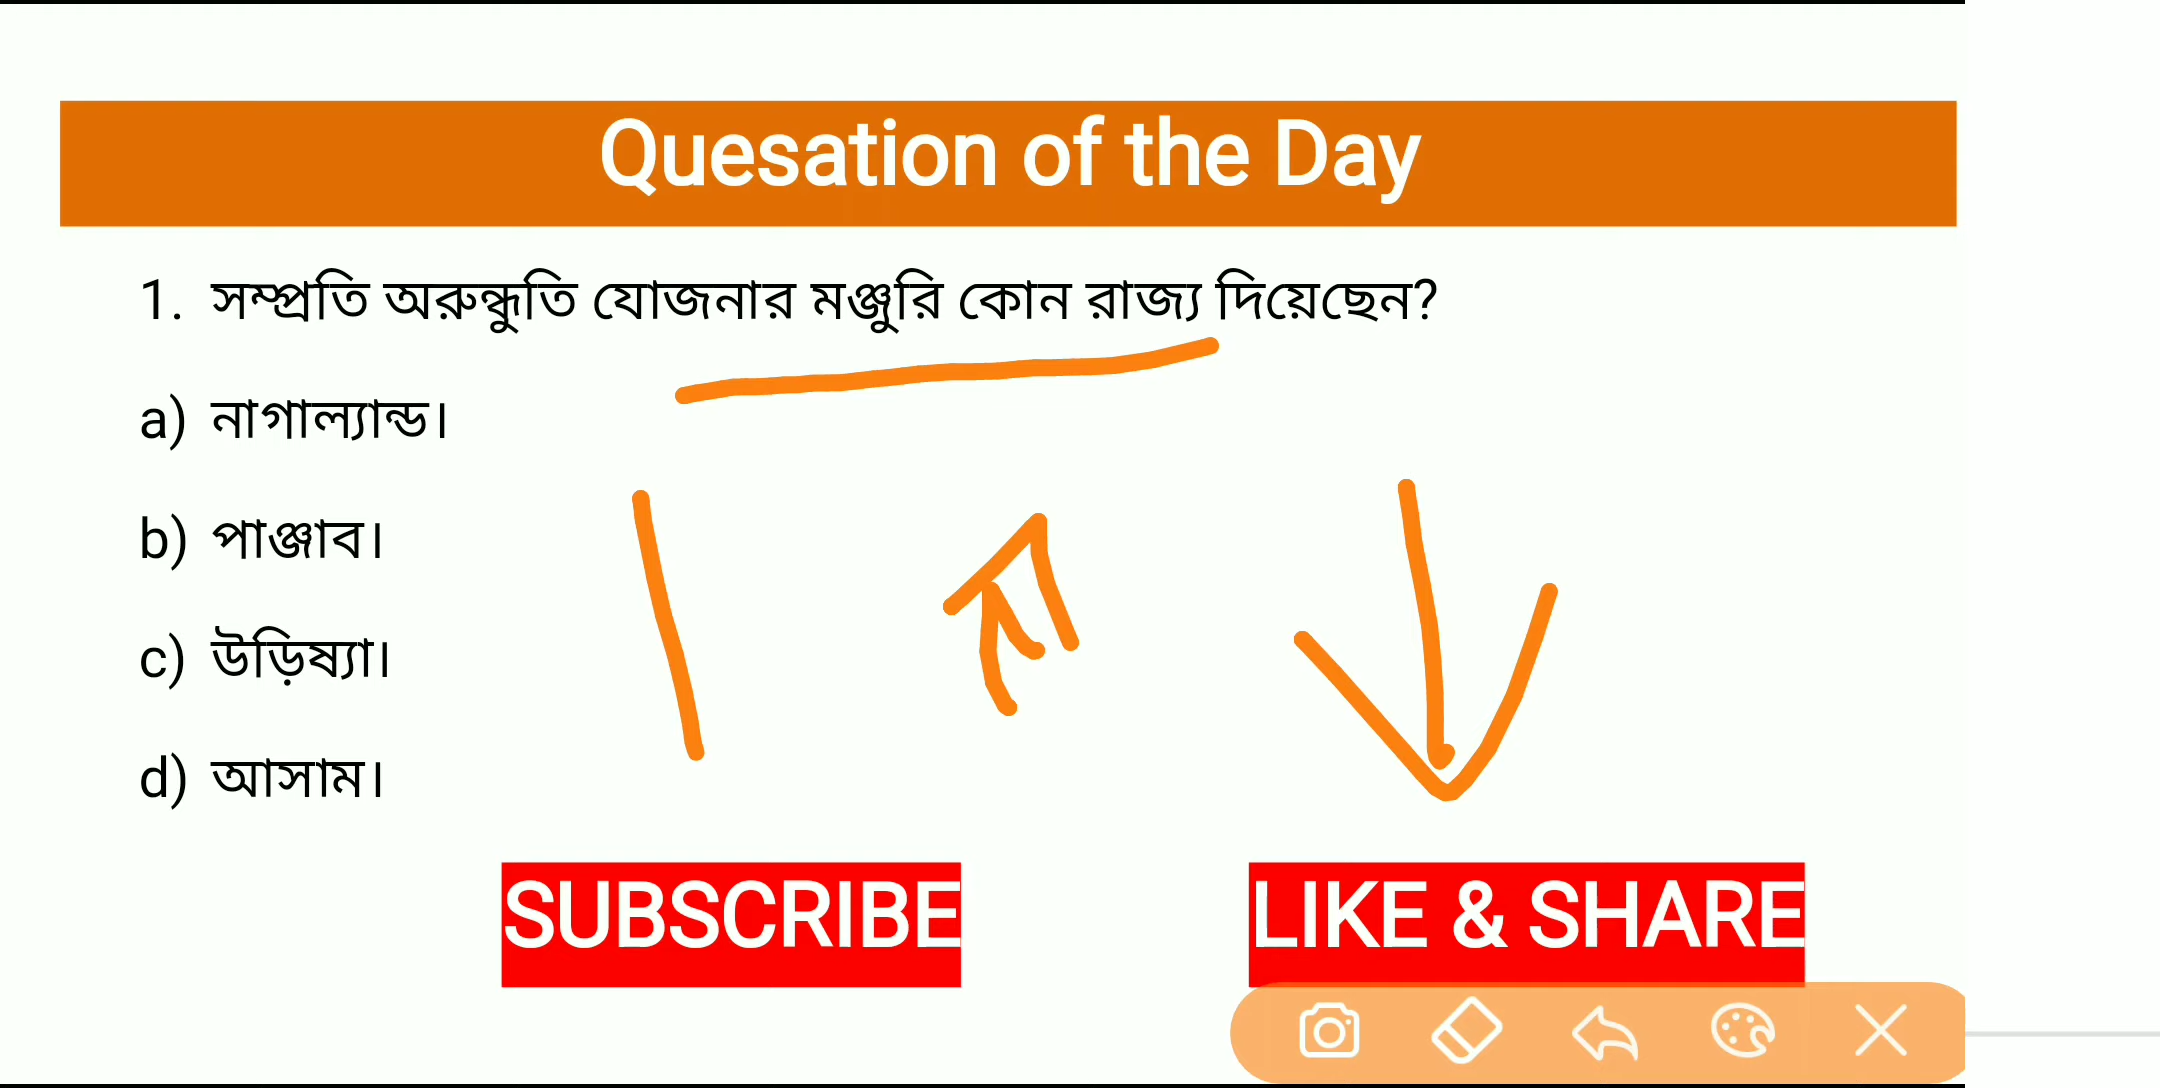 Quesation of the Day
1. সম্প্রতি অরুন্ধুতি যোজনার মঞ্জুরি কোন রাজ্য দিয়েছেন?
a) নাগাল্যান্ড।
b) পাঞ্জাব।
c) উড়িষ্যা।
d) আসাম।
SUBSCRIBE
LIKE & SHARE